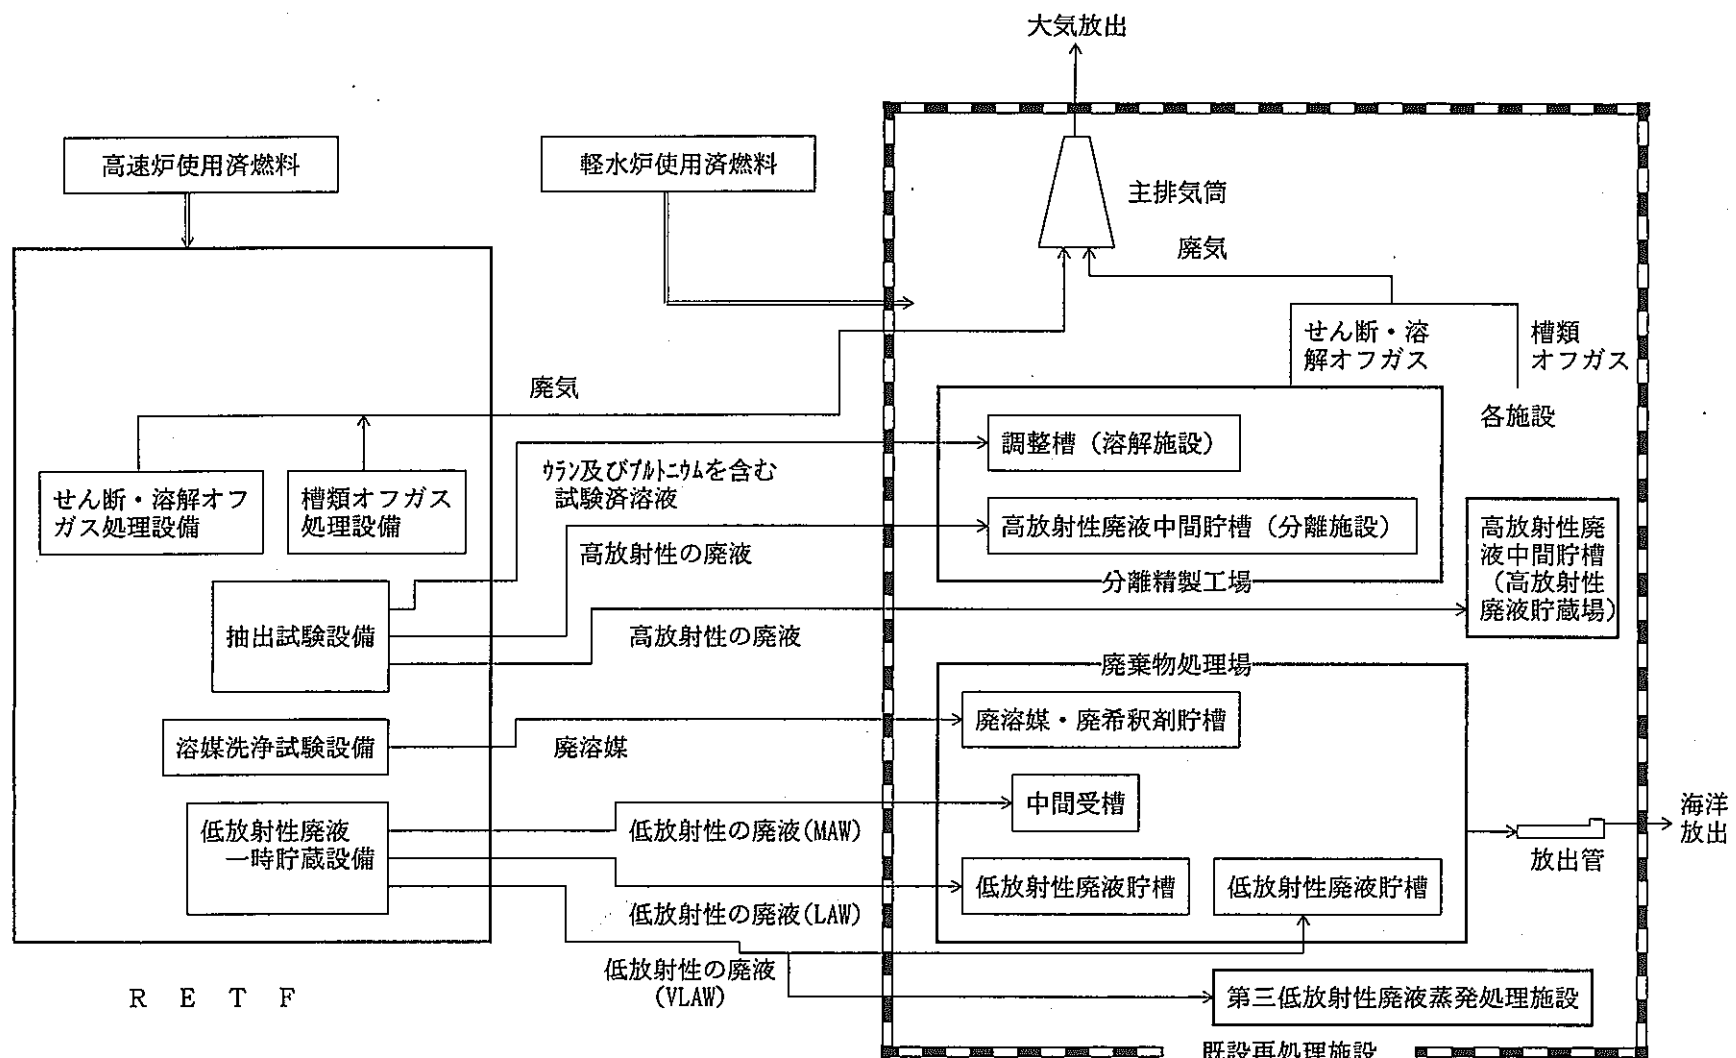 大気放出
高速炉使用済燃料
軽水炉使用済燃料
主排気筒
廃気
せん断・溶
解オフガス
槽類
オフガス
各施設
廃気
せん断・溶解オフ
ガス処理設備
槽類オフガス
処理設備
ウラン及びプルトニウムを含む
試験済溶液
調整槽（溶解施設）
高放射性廃液中間貯槽（分離施設）
分離精製工場
高放射性廃
液中間貯槽
（高放射性
廃液貯蔵場）
高放射性の廃液
抽出試験設備
高放射性の廃液
廃棄物処理場
溶媒洗浄試験設備
廃溶媒
廃溶媒・廃希釈剤貯槽
中間受槽
低放射性廃液
一時貯蔵設備
低放射性の廃液(MAW)
海洋
放出
放出管
低放射性廃液貯槽
低放射性廃液貯槽
低放射性の廃液(LAW)
低放射性の廃液
(VLAW)
第三低放射性廃液蒸発処理施設
R E T F
既設再処理施設